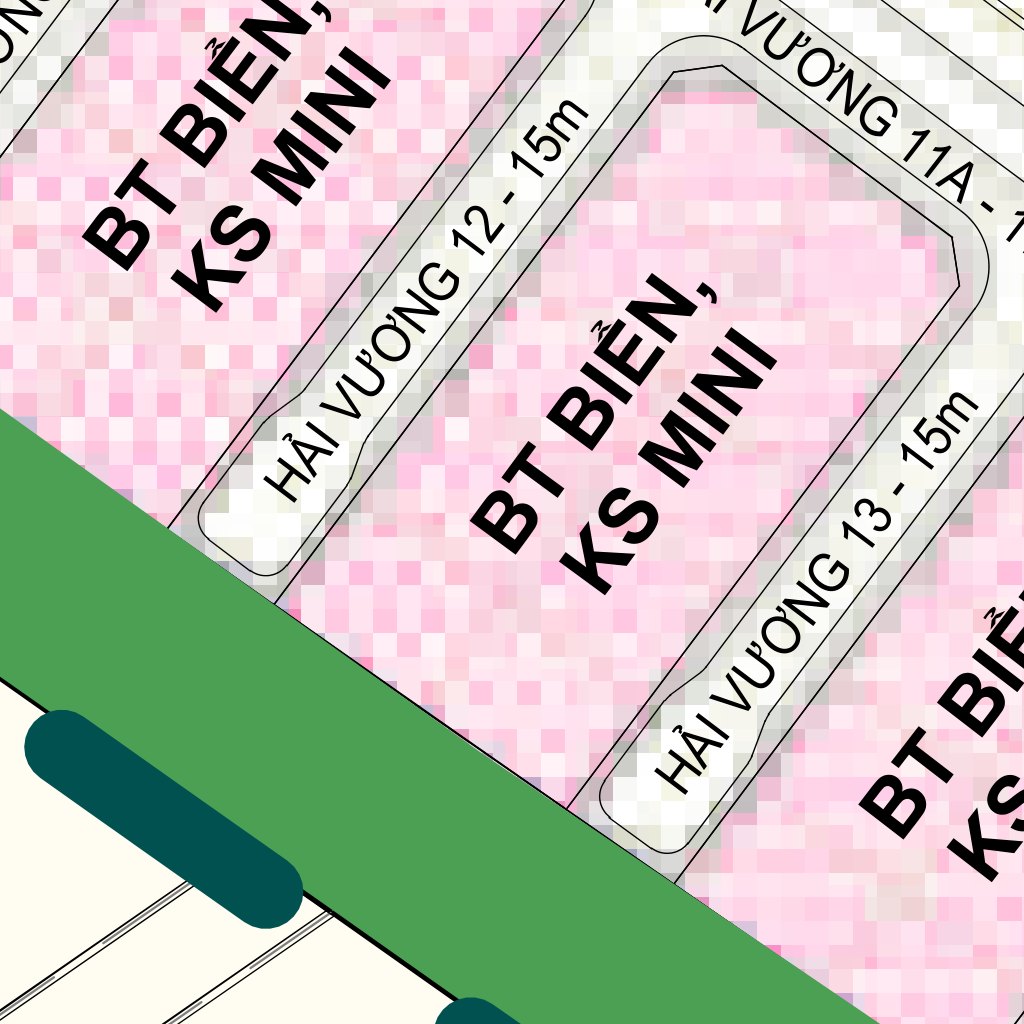 BT BIỂN,
KS MINI
HẢI VƯƠNG 12 - 15m
VƯƠNG 11A -
BT BIỂN,
KS MINI
HẢI VƯƠNG 13 - 15m
BT
KS